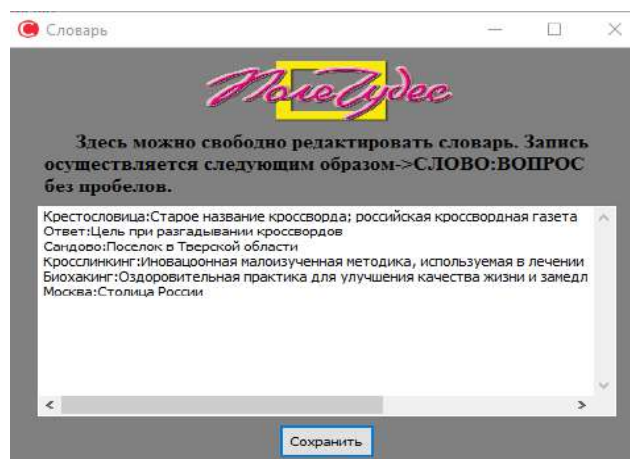 Словарь
Поле Чудес
Здесь можно свободно редактировать словарь. Запись
осуществляется следующим образом->СЛОВО:ВОПРОС
без пробелов.
Крестословица:Старое название кроссворда; российская кроссвордная газета
Ответ:Цель при разгадывании кроссвордов
Сандово:Поселок в Тверской области
Кросслинкинг:Иновацоонная малоизученная методика, используемая в лечении
Биохакинг:Оздоровительная практика для улучшения качества жизни и замедл
Москва:Столица России
Сохранить